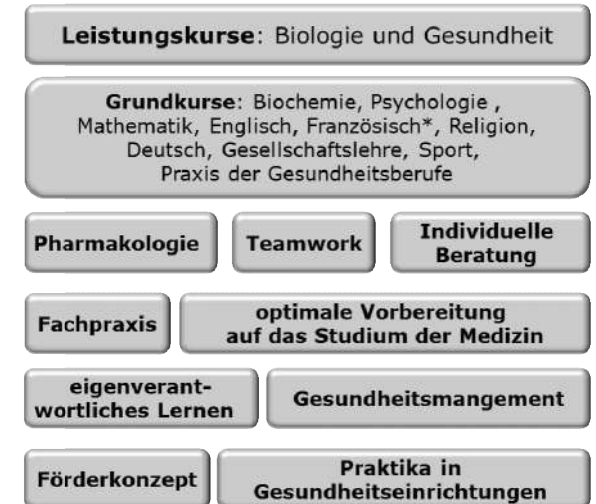 Leistungskurse: Biologie und Gesundheit
Grundkurse: Biochemie, Psychologie ,
Mathematik, Englisch, Französisch*, Religion,
Deutsch, Gesellschaftslehre, Sport,
Praxis der Gesundheitsberufe
Pharmakologie
Teamwork
Individuelle
Beratung
Fachpraxis
optimale Vorbereitung
auf das Studium der Medizin
eigenverant-
wortliches Lernen
Gesundheitsmangement
Förderkonzept
Praktika in
Gesundheitseinrichtungen